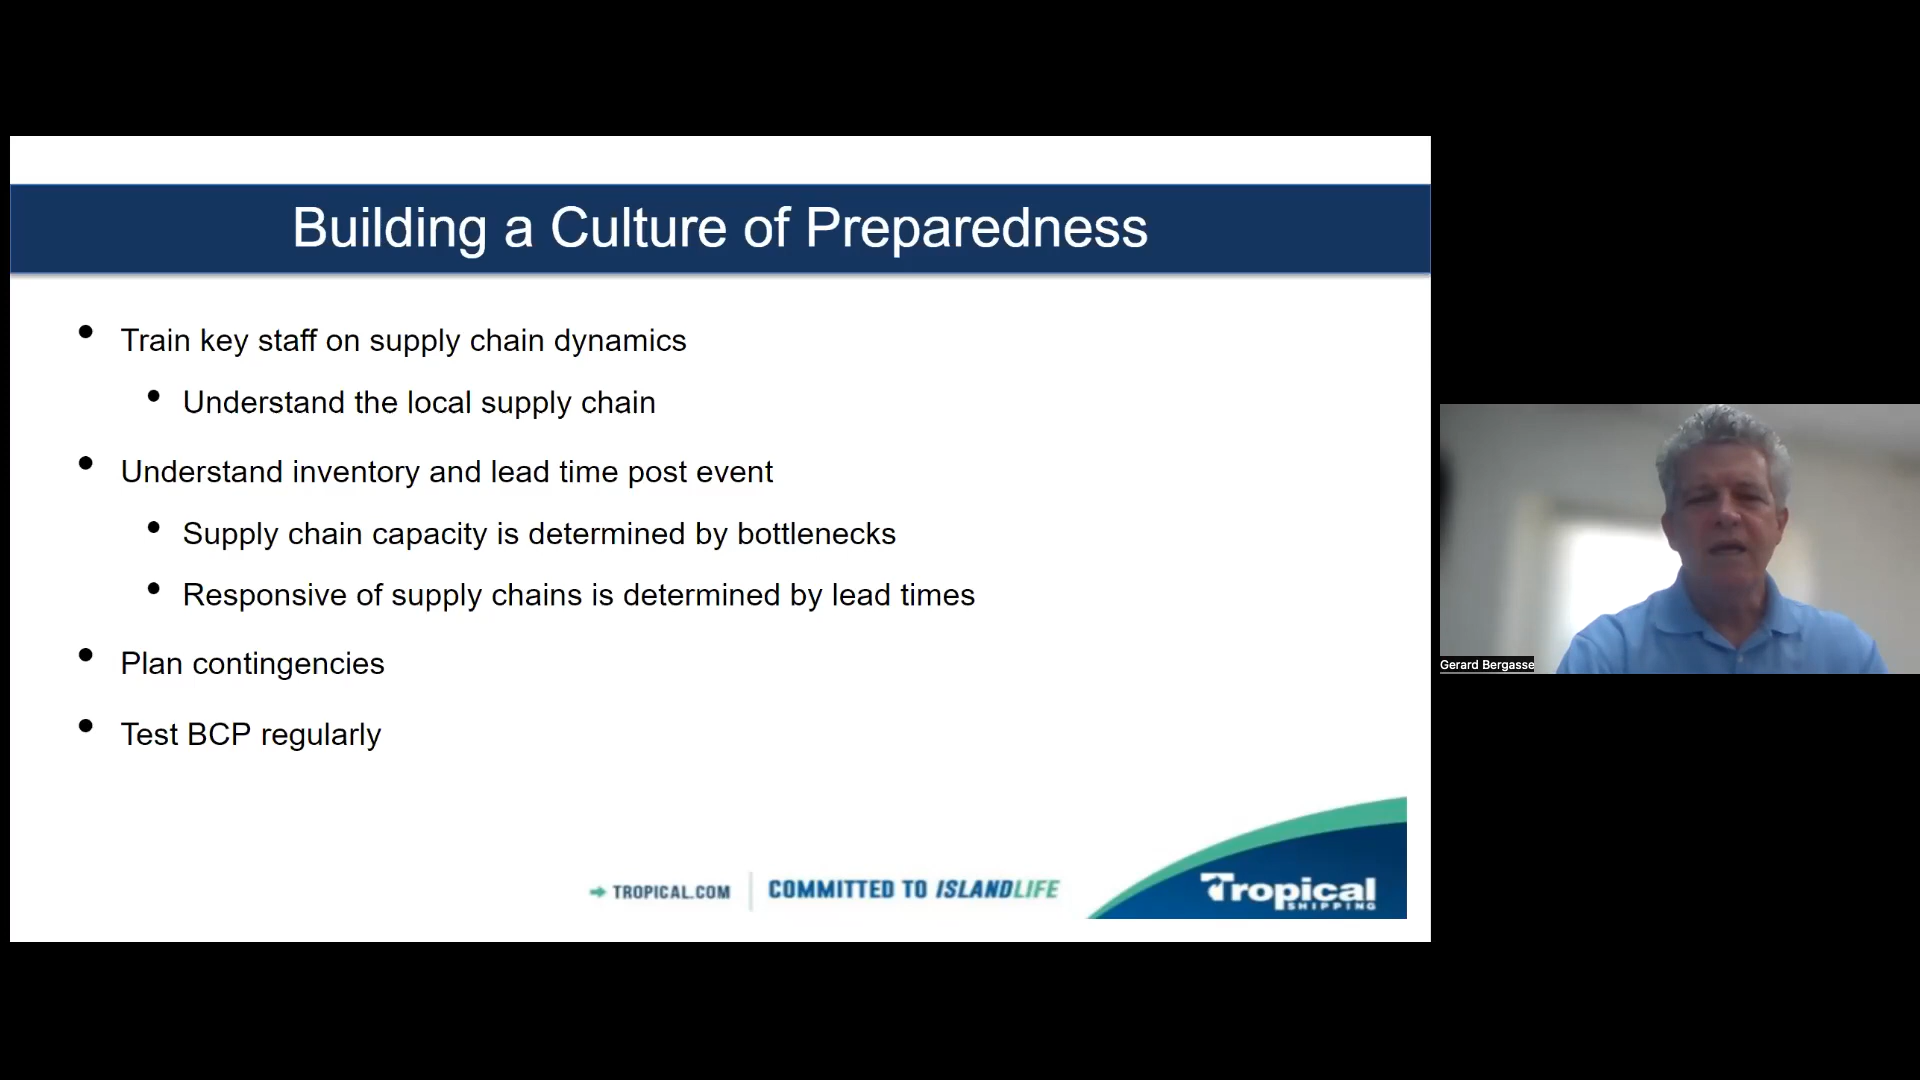 Building a Culture of Preparedness
Train key staff on supply chain dynamics
Understand the local supply chain
Understand inventory and lead time post event
Supply chain capacity is determined by bottlenecks
Responsive of supply chains is determined by lead times
Plan contingencies
Test BCP regularly
TROPICAL.COM
COMMITTED TO ISLANDLIFE
Tropical
SHIPPING
Gerard Bergasse